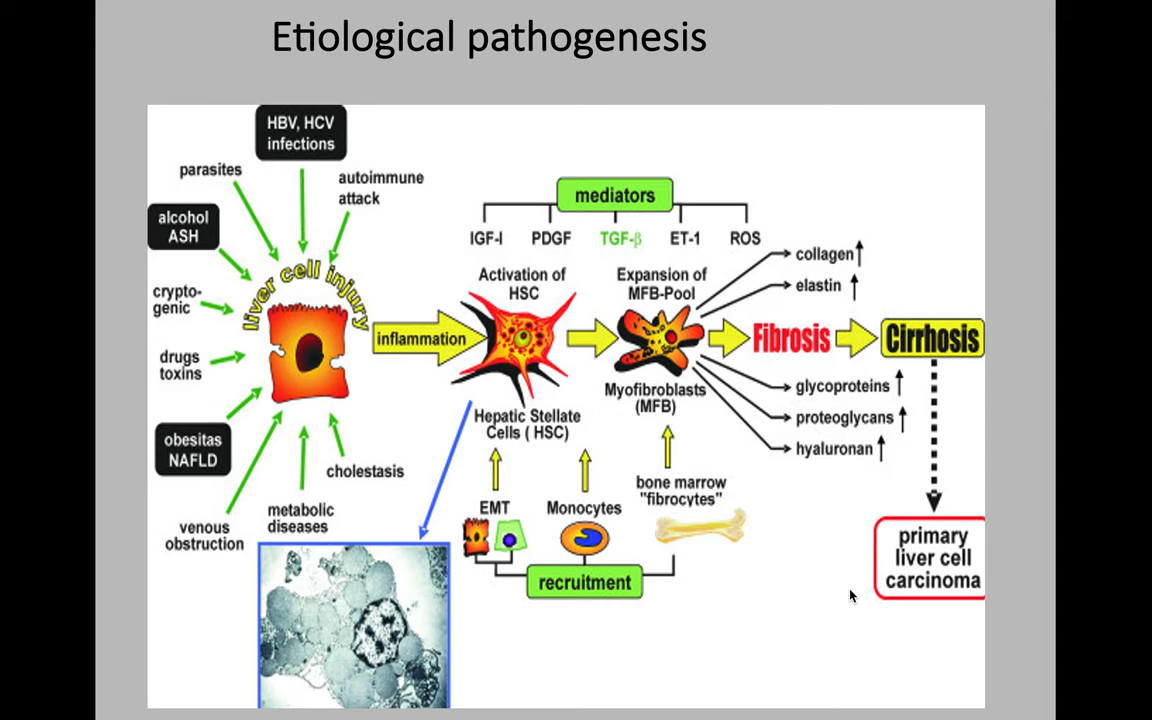 Etiological pathogenesis
HBV, HCV
infections
parasites
autoimmune
attack
alcohol
ASH
crypto-
genic
drugs
toxins
obesitas
NAFLD
venous
obstruction
metabolic
diseases
cholestasis
liver cell injury
inflammation
mediators
IGF-I PDGF TGF-β ET-1 ROS
Activation of
HSC
Expansion of
MFB-Pool
Hepatic Stellate
Cells ( HSC)
Myofibroblasts
(MFB)
collagen
elastin
Fibrosis
Cirrhosis
glycoproteins
proteoglycans
hyaluronan
EMT
Monocytes
bone marrow
"fibrocytes"
recruitment
primary
liver cell
carcinoma